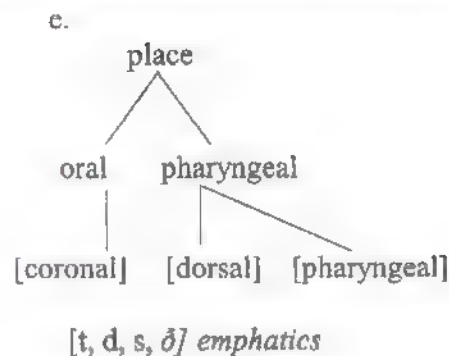 e.
place
oral pharyngeal
[coronal] [dorsal] [pharyngeal]
[t, d, s, ð] emphatics